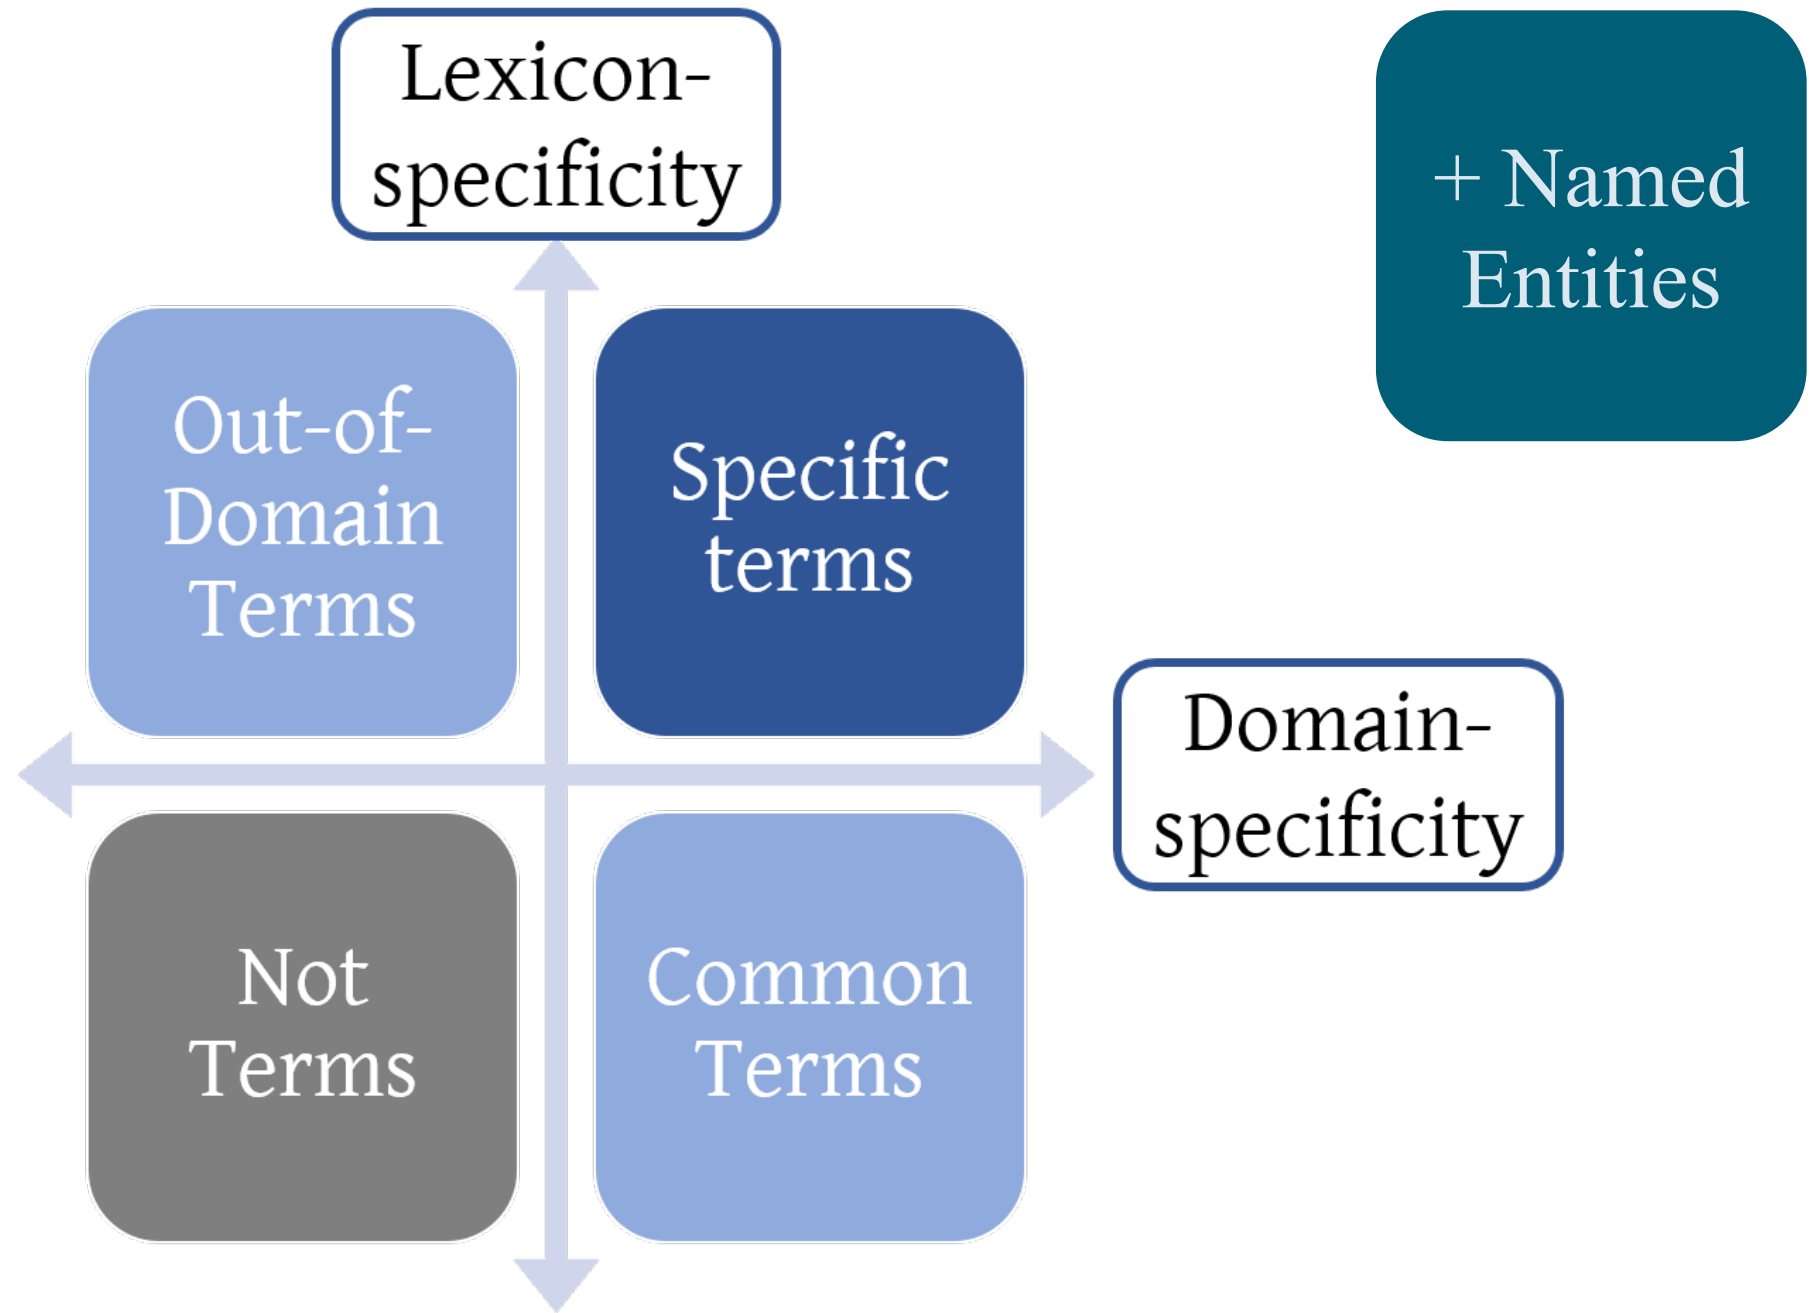 Lexicon-
specificity
+ Named
Entities
Out-of-
Domain
Terms
Specific
terms
Domain-
specificity
Not
Terms
Common
Terms